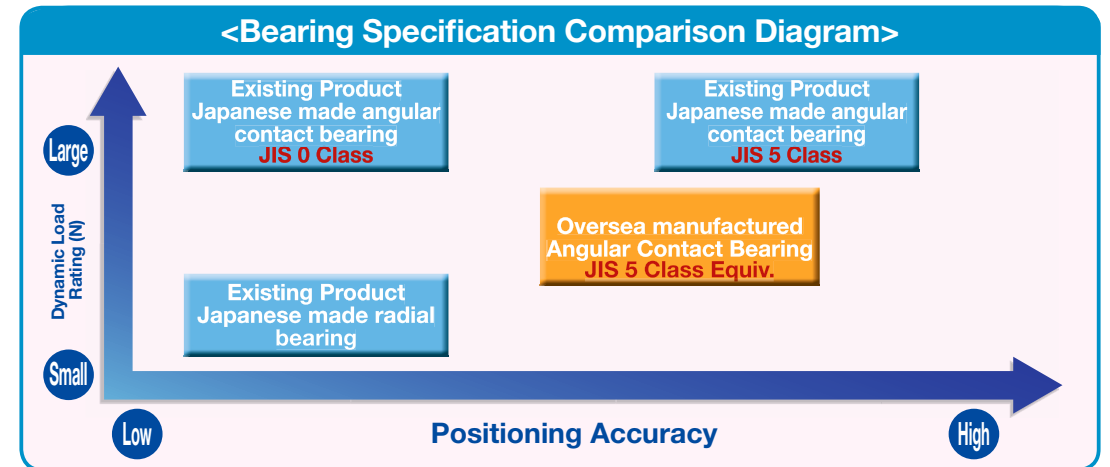 <Bearing Specification Comparison Diagram>
Existing Product
Japanese made angular
contact bearing
JIS 0 Class
Existing Product
Japanese made angular
contact bearing
JIS 5 Class
Large
Dynamic Load
Rating (N)
Oversea manufactured
Angular Contact Bearing
JIS 5 Class Equiv.
Existing Product
Japanese made radial
bearing
Small
Low
Positioning Accuracy
High